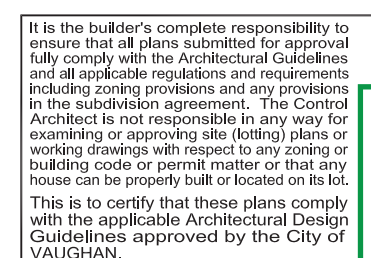 It is the builder's complete responsibility to
ensure that all plans submitted for approval
fully comply with the Architectural Guidelines
and all applicable regulations and requirements
including zoning provisions and any provisions
in the subdivision agreement. The Control
Architect is not responsible in any way for
examining or approving site (lotting) plans or
working drawings with respect to any zoning or
building code or permit matter or that any
house can be properly built or located on its lot.
This is to certify that these plans comply
with the applicable Architectural Design
Guidelines approved by the City of
VAUGHAN.